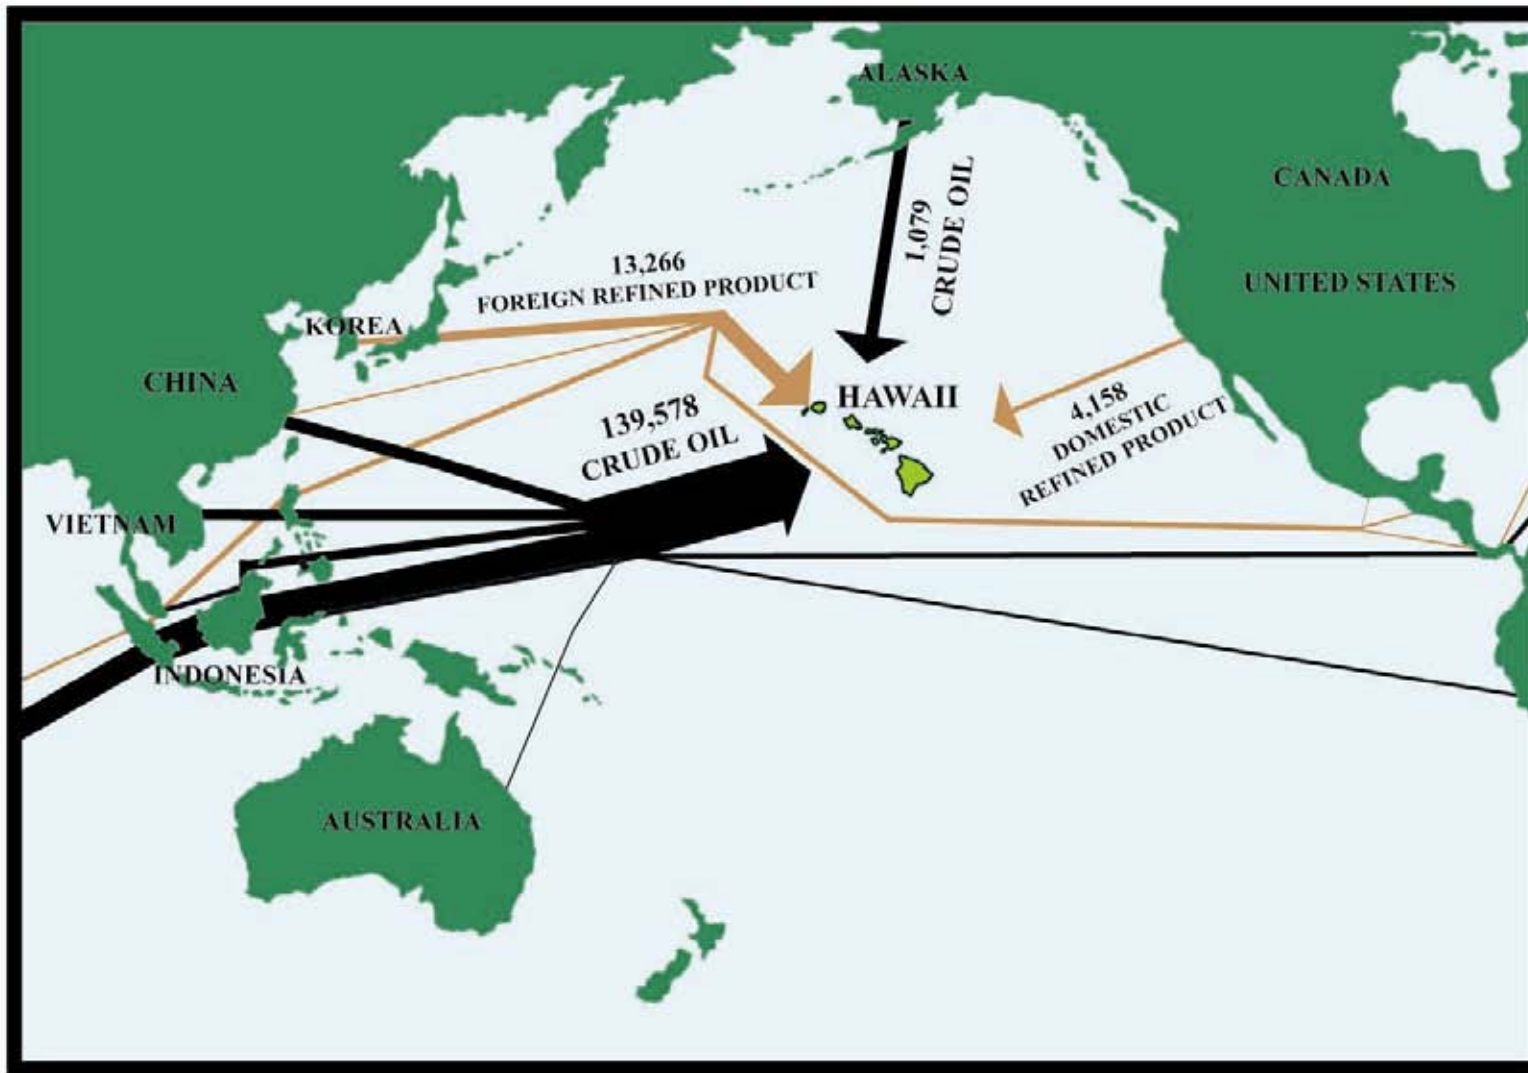 ALASKA
CANADA
1,079
CRUDE OIL
13,266
FOREIGN REFINED PRODUCT
UNITED STATES
KOREA
CHINA
HAWAII
4,158
DOMESTIC
REFINED PRODUCT
139,578
CRUDE OIL
VIETNAM
INDONESIA
AUSTRALIA